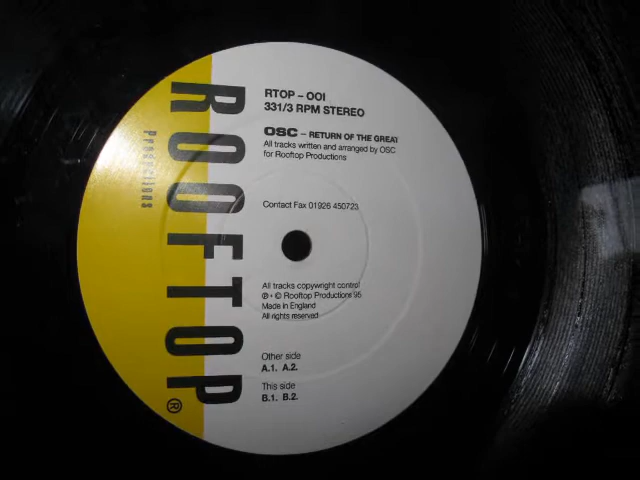 ROOFTOP®
Productions
RTOP – 001
331/3 RPM STEREO
OSC – RETURN OF THE GREAT
All tracks written and arranged by OSC
for Rooftop Productions
Contact Fax 01926 450723
All tracks copywright control
℗ + © Rooftop Productions 95
Made in England
All rights reserved
Other side
A.1. A.2.
This side
B.1. B.2.